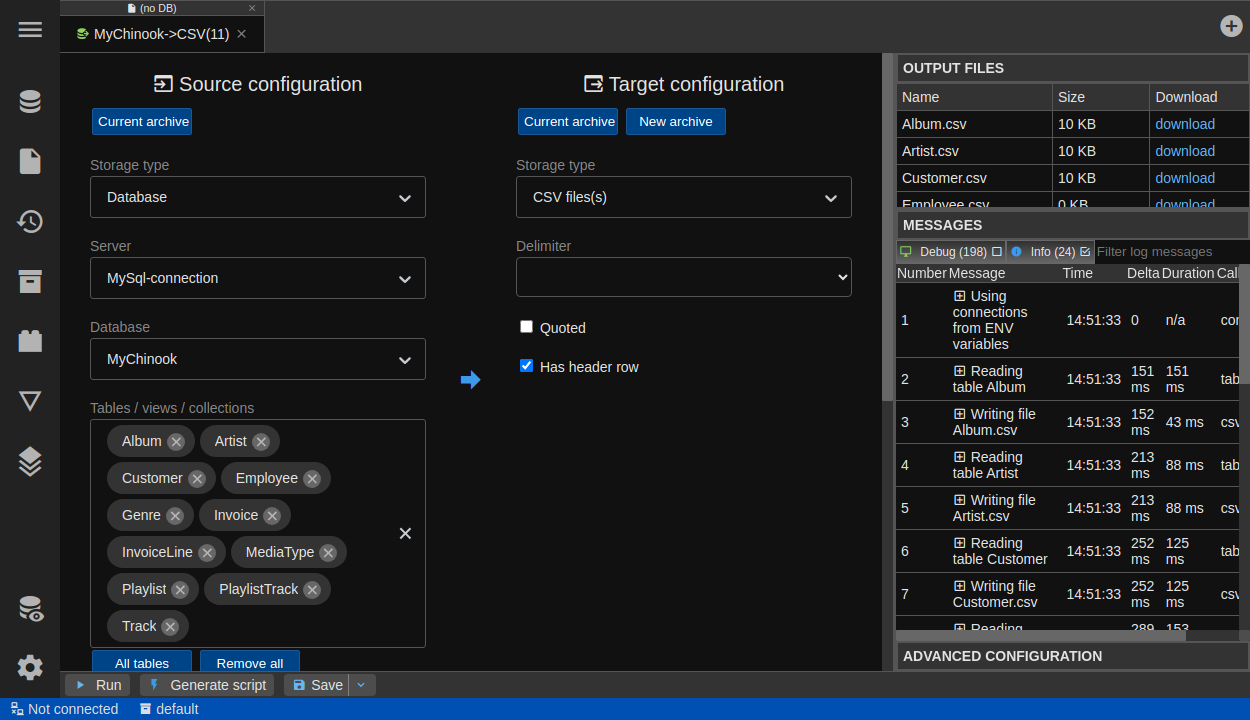 (no DB)
MyChinook->CSV(11)
Source configuration
Current archive
Storage type
Database
Server
MySql-connection
Database
MyChinook
Tables / views / collections
Album
Artist
Customer
Employee
Genre
Invoice
InvoiceLine
MediaType
Playlist
PlaylistTrack
Track
All tables
Remove all
Target configuration
Current archive
New archive
Storage type
CSV files(s)
Delimiter
Quoted
Has header row
OUTPUT FILES
Name Size Download
Album.csv 10 KB download
Artist.csv 10 KB download
Customer.csv 10 KB download
Employee.csv 0 KB download
MESSAGES
Debug (198) Info (24) Filter log messages
Number Message Time Delta Duration Cal
1 Using connections from ENV variables 14:51:33 0 n/a con
2 Reading table Album 14:51:33 151 ms 151 ms tab
3 Writing file Album.csv 14:51:33 152 ms 43 ms csv
4 Reading table Artist 14:51:33 213 ms 88 ms tab
5 Writing file Artist.csv 14:51:33 213 ms 88 ms csv
6 Reading table Customer 14:51:33 252 ms 125 ms tab
7 Writing file Customer.csv 14:51:33 252 ms 125 ms csv
Reading 289 153
ADVANCED CONFIGURATION
Run
Generate script
Save
Not connected
default